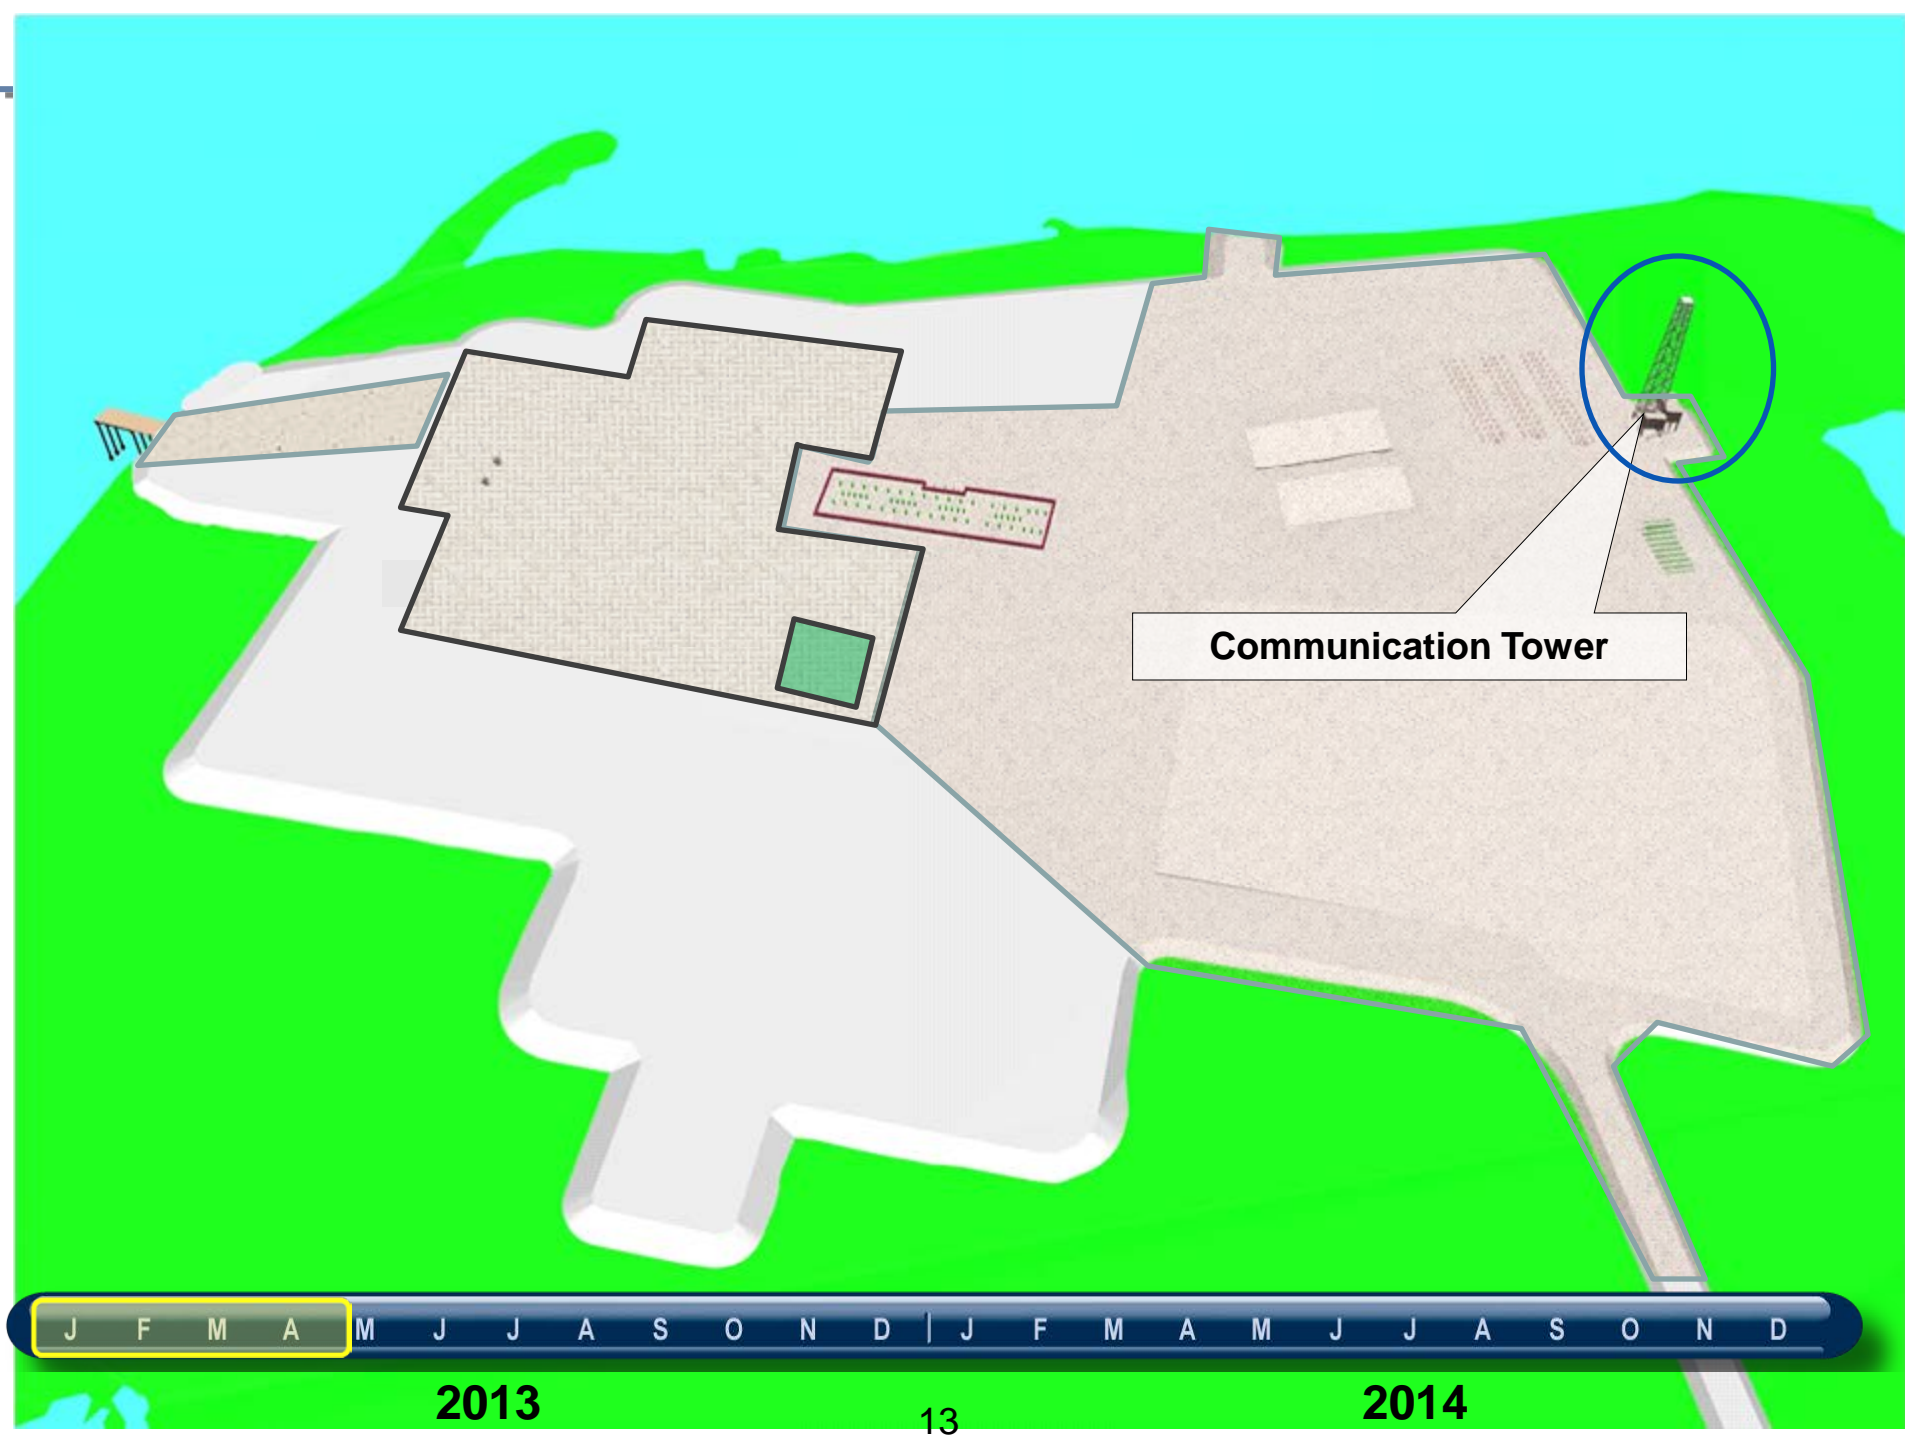 Communication Tower
J F M A M J J A S O N D | J F M A M J J A S O N D
2013 2014
13